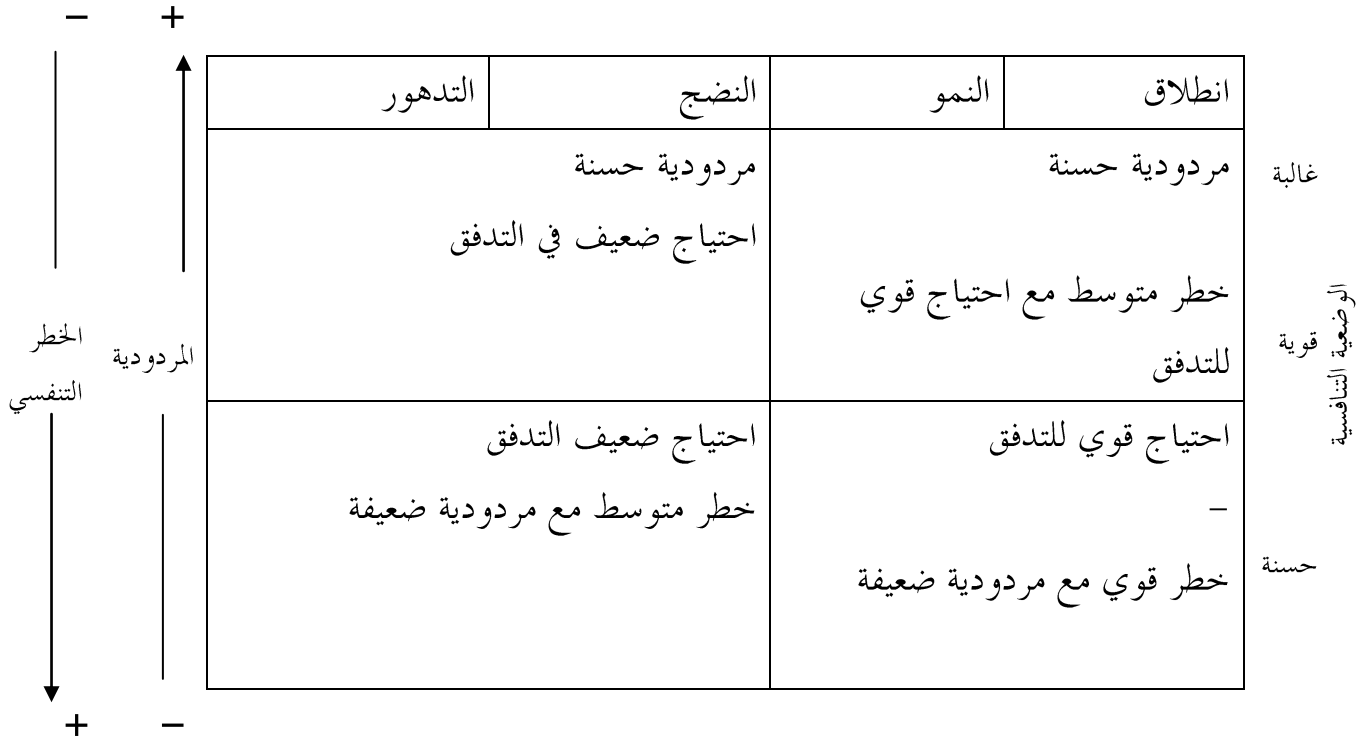 + −
انطلاق النمو النضج التدهور
غالبة
مردودية حسنة
مردودية حسنة
احتياج ضعيف في التدفق
خطر متوسط مع احتياج قوي
للتدفق
قوية
الوضعية التنافسية
المردودية
الخطر
التنفسي
احتياج قوي للتدفق
–
خطر قوي مع مردودية ضعيفة
احتياج ضعيف التدفق
خطر متوسط مع مردودية ضعيفة
حسنة
− +